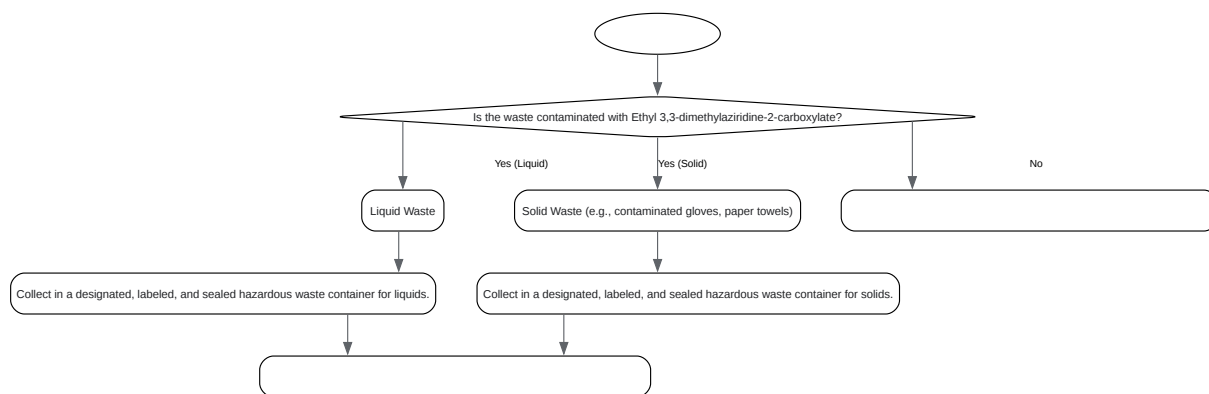 Is the waste contaminated with Ethyl 3,3-dimethylaziridine-2-carboxylate?
Yes (Liquid)
Yes (Solid)
No
Liquid Waste
Solid Waste (e.g., contaminated gloves, paper towels)
Collect in a designated, labeled, and sealed hazardous waste container for liquids.
Collect in a designated, labeled, and sealed hazardous waste container for solids.